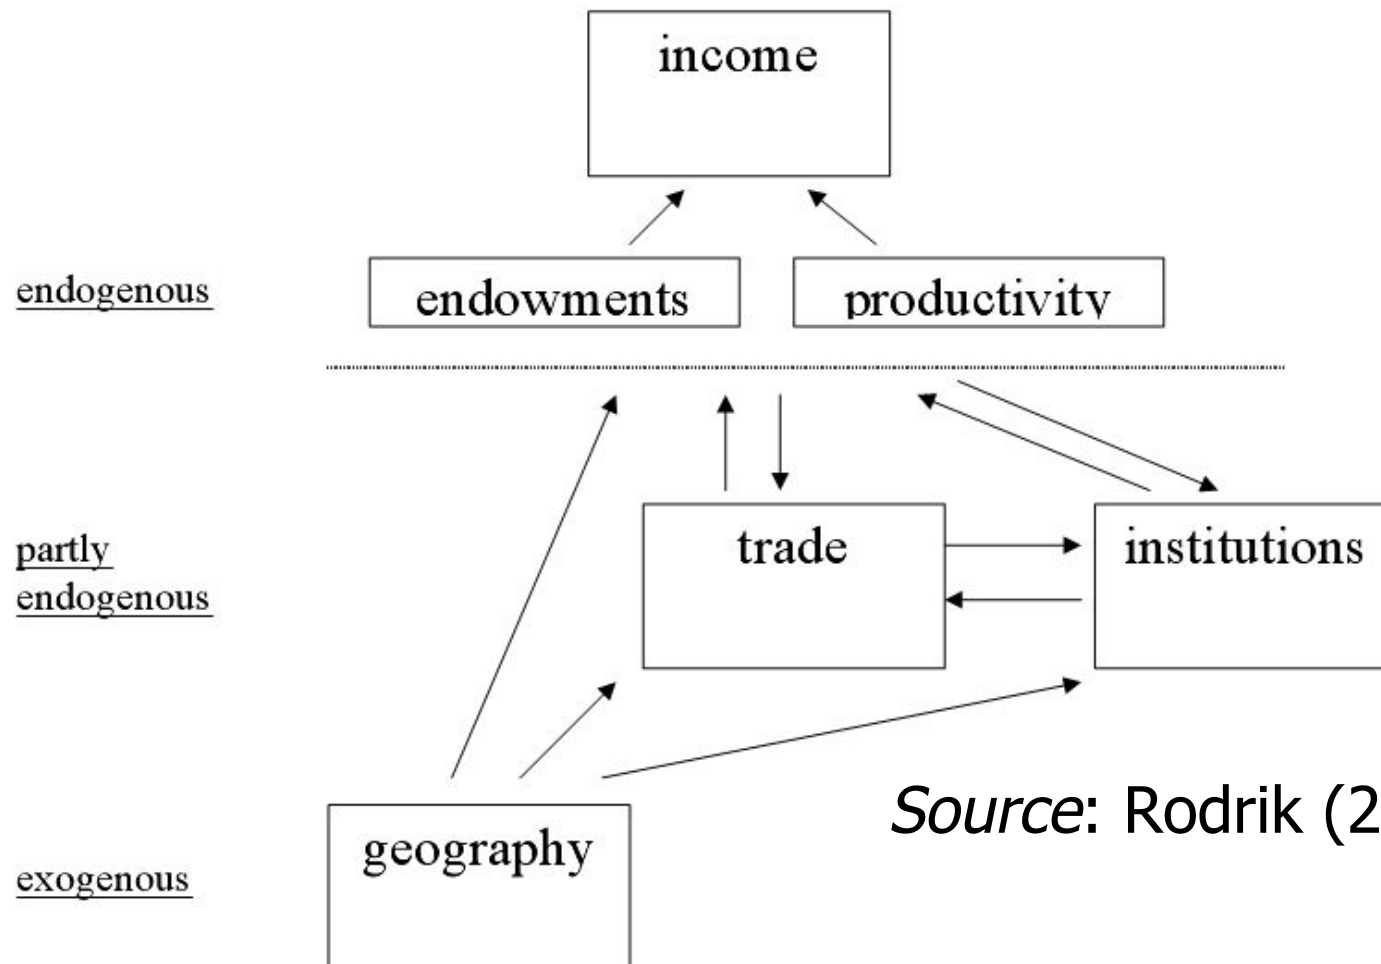 income
endogenous
endowments
productivity
partly
endogenous
trade
institutions
Source: Rodrik (2
geography
exogenous